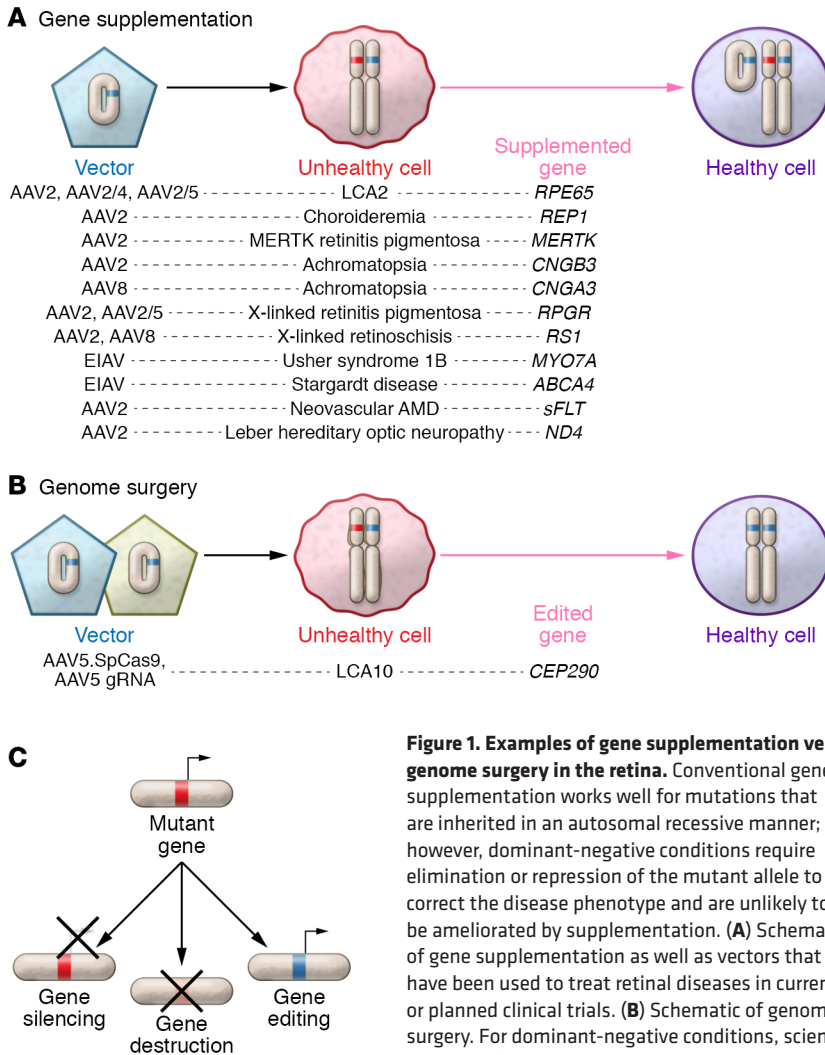 A Gene supplementation
Vector
Unhealthy cell
Supplemented
gene
Healthy cell
AAV2, AAV2/4, AAV2/5 LCA2 RPE65
AAV2 Choroideremia REP1
AAV2 MERTK retinitis pigmentosa MERTK
AAV2 Achromatopsia CNGB3
AAV8 Achromatopsia CNGA3
AAV2, AAV2/5 X-linked retinitis pigmentosa RPGR
AAV2, AAV8 X-linked retinoschisis RS1
EIAV Usher syndrome 1B MYO7A
EIAV Stargardt disease ABCA4
AAV2 Neovascular AMD sFLT
AAV2 Leber hereditary optic neuropathy ND4
B Genome surgery
Vector
Unhealthy cell
Edited
gene
Healthy cell
AAV5.SpCas9,
AAV5 gRNA
LCA10 CEP290
C
Mutant
gene
Gene
silencing
Gene
destruction
Gene
editing
Figure 1. Examples of gene supplementation
genome surgery in the retina. Conventional
supplementation works well for mutations that
are inherited in an autosomal recessive manner;
however, dominant-negative conditions require
elimination or repression of the mutant allele to
correct the disease phenotype and are unlikely
be ameliorated by supplementation. (A)
of gene supplementation as well as vectors that
have been used to treat retinal diseases in
or planned clinical trials. (B) Schematic of
surgery. For dominant-negative conditions,